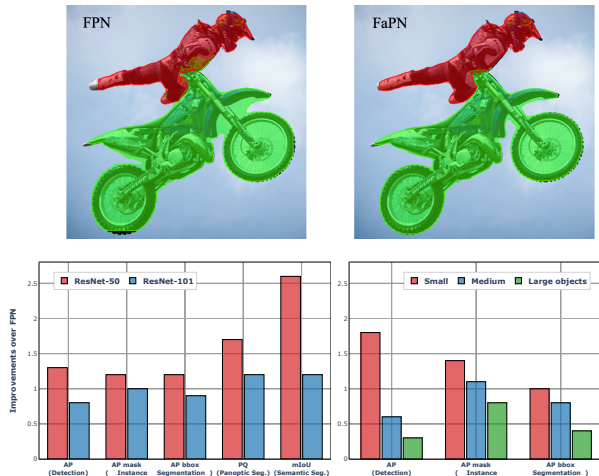 FPN
FaPN
Improvements over FPN
ResNet-50 ResNet-101
2.5
2
1.5
1
0.5
0
AP
(Detection)
AP mask
( Instance
AP bbox
Segmentation )
PQ
(Panoptic Seg.)
mIoU
(Semantic Seg.)
Small Medium Large objects
2.5
2
1.5
1
0.5
0
AP
(Detection)
AP mask
( Instance
AP bbox
Segmentation )